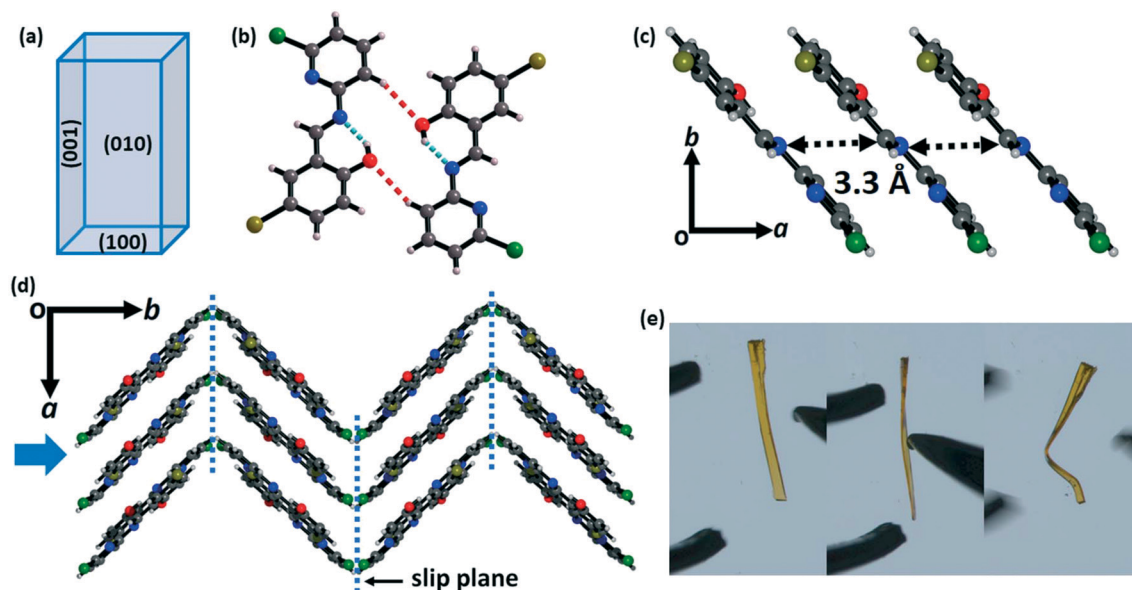 (a)
(001)
(010)
(100)
(b)
(c)
b
3.3 Å
o
a
(d)
o
b
a
slip plane
(e)